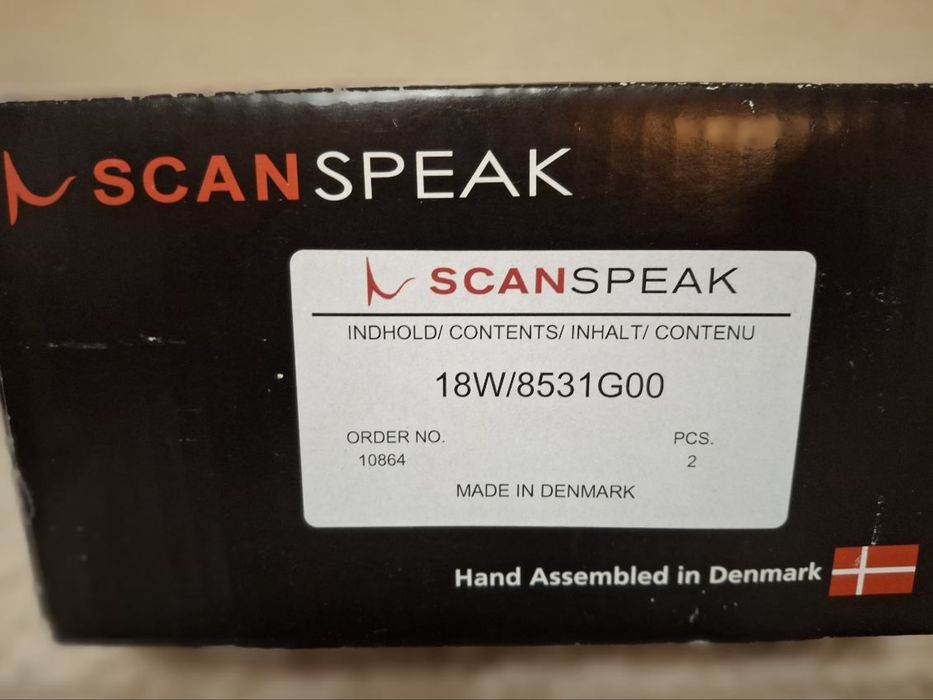 SCANSPEAK
SCANSPEAK
INDHOLD/ CONTENTS/ INHALT/ CONTENU
18W/8531G00
ORDER NO. PCS.
10864 2
MADE IN DENMARK
Hand Assembled in Denmark